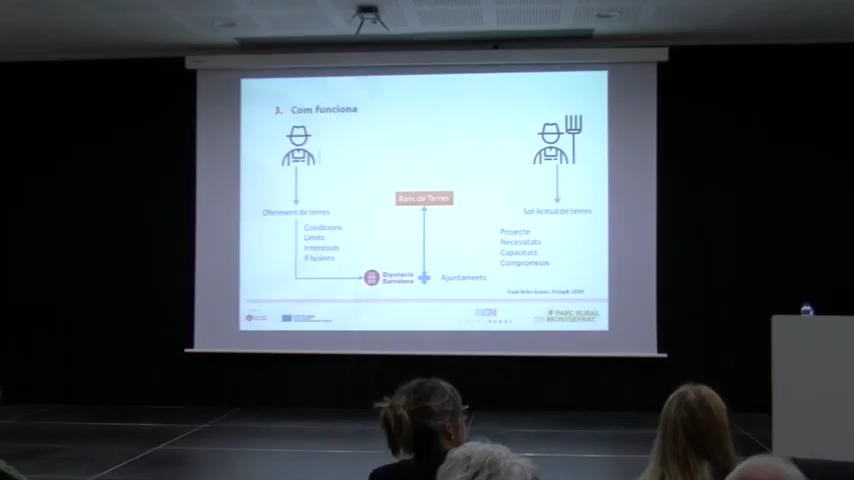 3. Com funciona
Banc de Terres
Oferiment de terres
Sol·licitud de terres
Condicions
Límits
Interessos
Il·lusions
Projecte
Necessitats
Capacitats
Compromisos
Diputació
Barcelona
Ajuntaments
PARC RURAL
MONTSERRAT